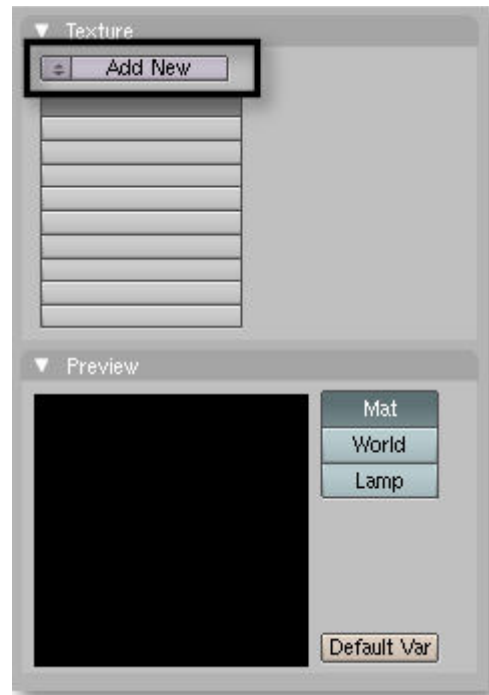 Texture
Add New
Preview
Mat
World
Lamp
Default Var